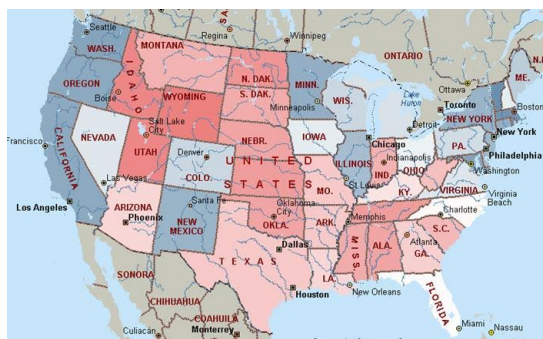 Seattle
Regina
SA
Winnipeg
WASH.
MONTANA
N. DAK.
ONTARIO
ME.
N.
OREGON
IDAHO
S. DAK.
MINN.
Ottawa
Boise
WYOMING
Minneapolis
WIS.
Lake
Huron
Toronto
Boston
NEW YORK
Francisco
NEVADA
Salt Lake
City
NEBR.
IOWA
Detroit
New York
CALIFORNIA
UTAH
Denver
COLO.
UNITED
STATES
Chicago
ILLINOIS
IND.
Indianapolis
OHIO
PA.
Philadelphia
Washington
Las Vegas
St. Louis
MO.
KY.
VIRGINIA
Virginia
Beach
Los Angeles
ARIZONA
Phoenix
Santa Fe
NEW
MEXICO
Oklahoma
City
OKLA.
ARK.
Memphis
Charlotte
S.C.
Dallas
MISS
ALA.
Atlanta
GA.
TEXAS
LA.
SONORA
Houston
New Orleans
FLORIDA
CHIHUAHUA
COAHUILA
Culiacán
Monterrey
Miami
Nassau